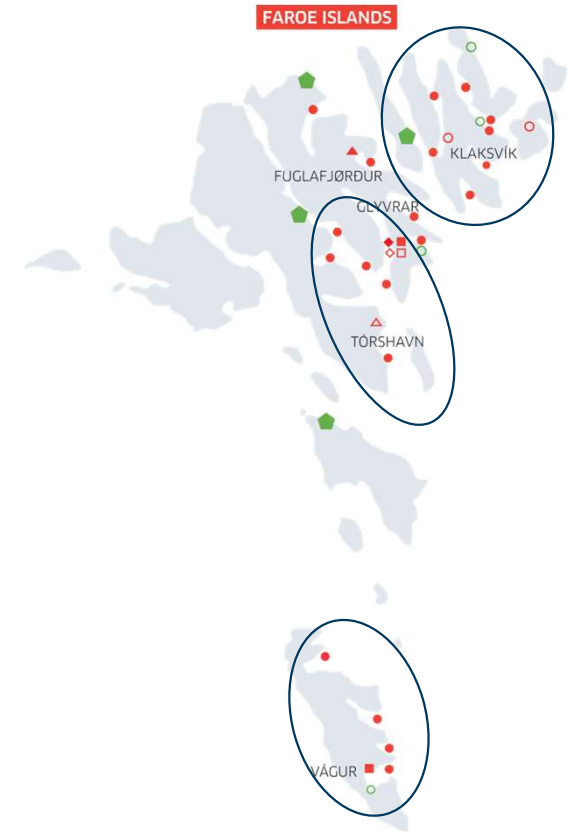 FAROE ISLANDS
KLAKSVÍK
FUGLAFJØRÐUR
GLYVRAR
TÓRSHAVN
VÁGUR